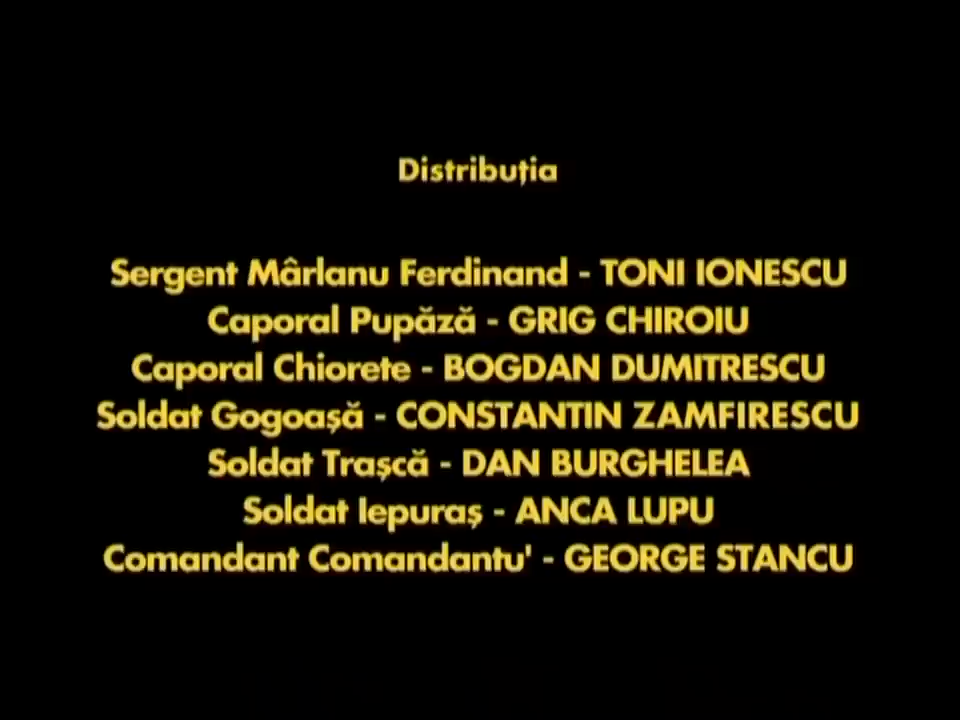 Distribuția
Sergent Mârlanu Ferdinand - TONI IONESCU
Caporal Pupăză - GRIG CHIROIU
Caporal Chiorete - BOGDAN DUMITRESCU
Soldat Gogoașă - CONSTANTIN ZAMFIRESCU
Soldat Trașcă - DAN BURGHELEA
Soldat Iepuraș - ANCA LUPU
Comandant Comandantu' - GEORGE STANCU